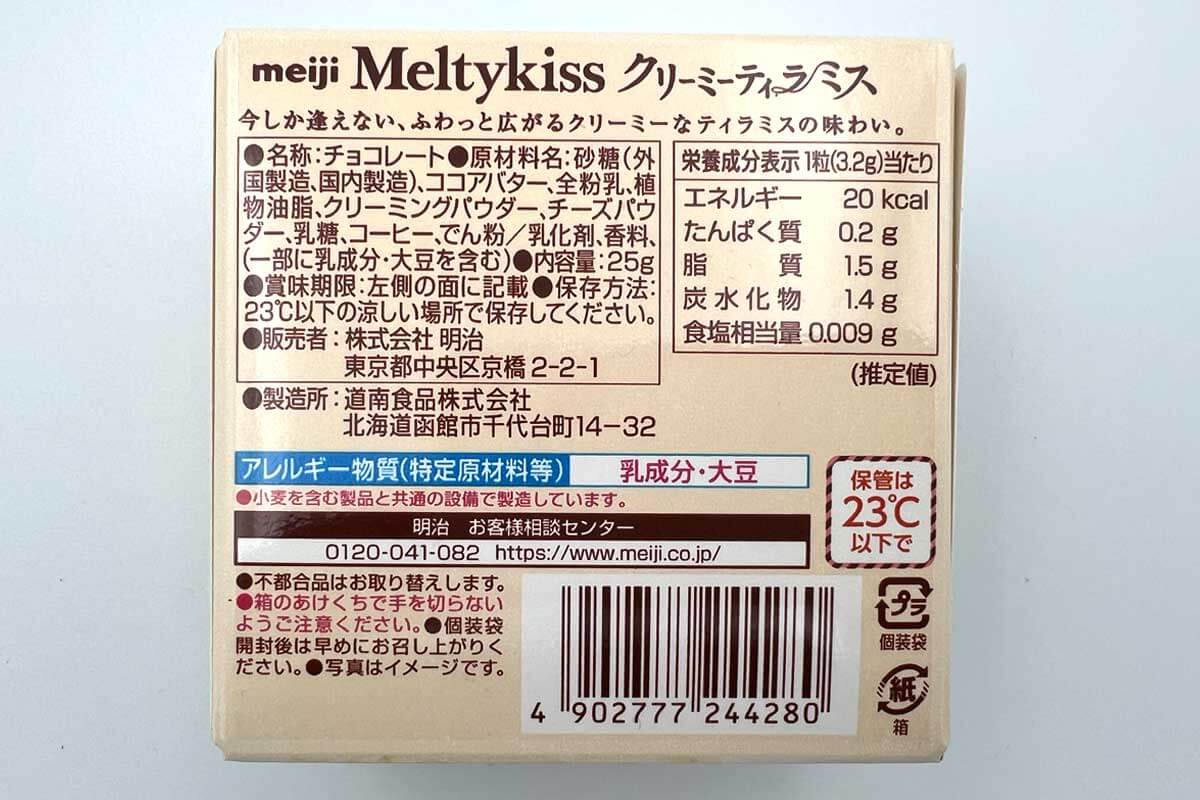 meiji Meltykiss クリーミーティラミス
今しか逢えない、ふわっと広がるクリーミーなティラミスの味わい。
●名称：チョコレート●原材料名：砂糖（外
国製造、国内製造）、ココアバター、全粉乳、植
物油脂、クリーミングパウダー、チーズパウ
ダー、乳糖、コーヒー、でん粉／乳化剤、香料、
（一部に乳成分・大豆を含む）●内容量：25g
●賞味期限：左側の面に記載●保存方法：
23℃以下の涼しい場所で保存してください。
●販売者：株式会社 明治
東京都中央区京橋2-2-1
●製造所：道南食品株式会社
北海道函館市千代台町14-32
栄養成分表示 1粒(3.2g)当たり
エネルギー 20 kcal
たんぱく質 0.2 g
脂質 1.5 g
炭水化物 1.4 g
食塩相当量 0.009 g
(推定値)
アレルギー物質(特定原材料等) 乳成分・大豆
●小麦を含む製品と共通の設備で製造しています。
明治 お客様相談センター
0120-041-082 https://www.meiji.co.jp/
保管は
23℃
以下で
●不都合品はお取り替えします。
●箱のあけくちで手を切らない
ようご注意ください。●個装袋
開封後は早めにお召し上がりく
ださい。●写真はイメージです。
4 902777 244280
プラ
個装袋
紙
箱